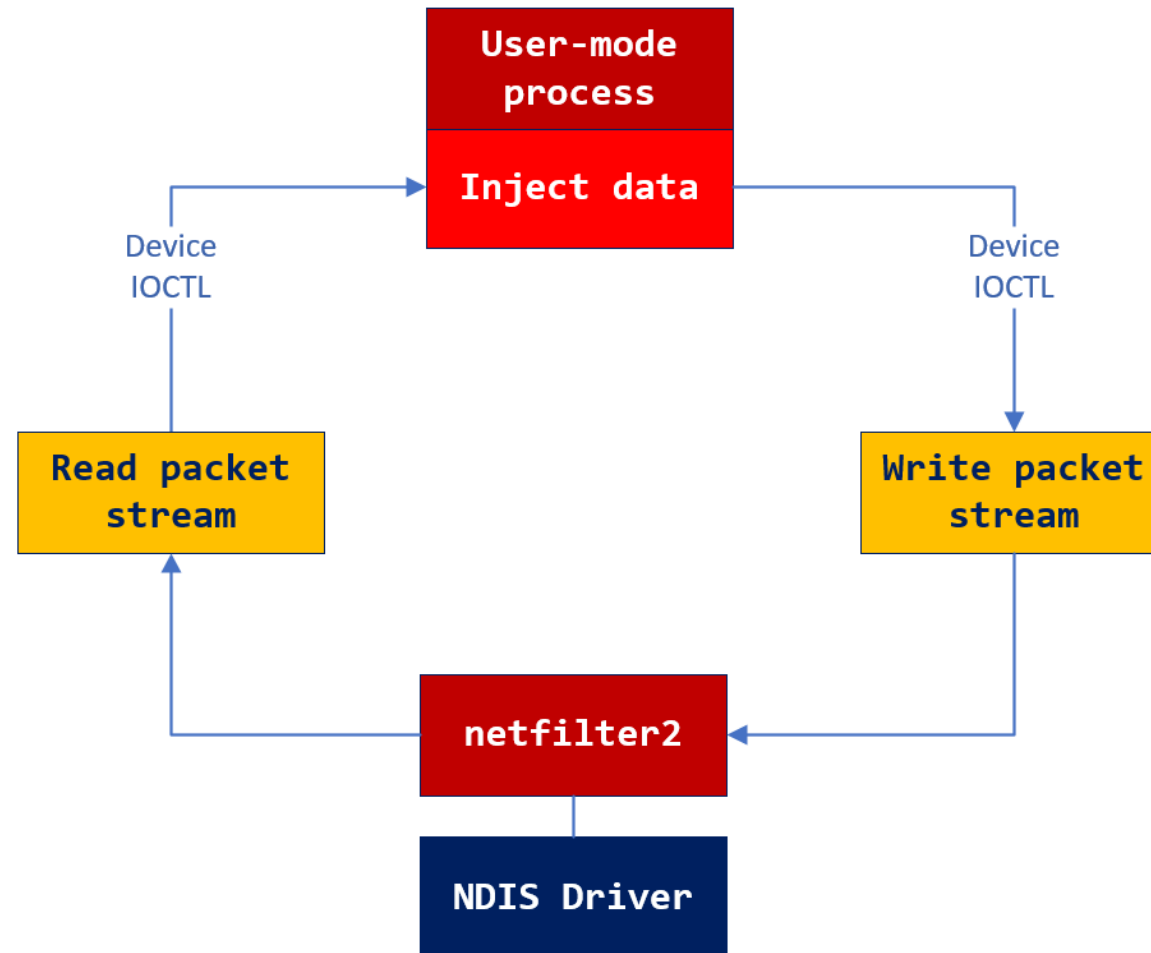 User-mode
process
Inject data
Device
IOCTL
Device
IOCTL
Read packet
stream
Write packet
stream
netfilter2
NDIS Driver